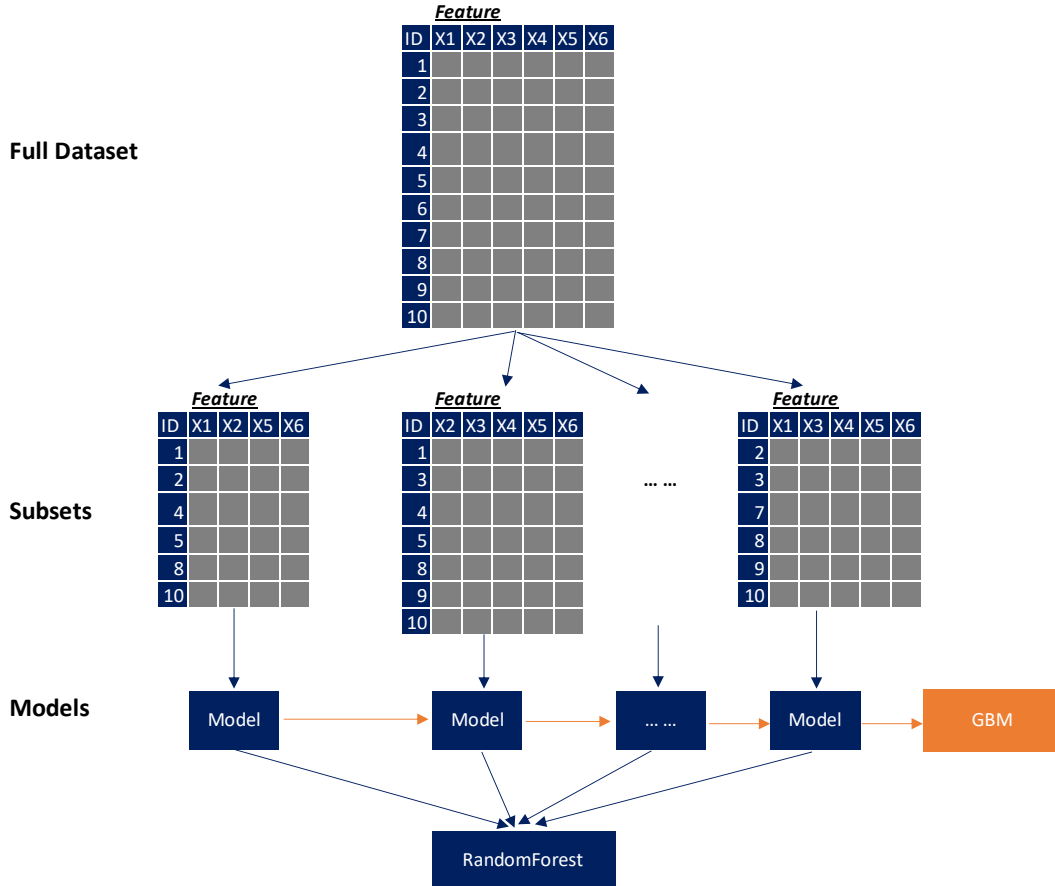 Feature
ID X1 X2 X3 X4 X5 X6
1
2
3
Full Dataset
4
5
6
7
8
9
10
Feature
Feature
Feature
ID X1 X2 X5 X6
ID X2 X3 X4 X5 X6
ID X1 X3 X4 X5 X6
1
2
4
5
8
10
1
3
4
5
8
9
10
... ...
2
3
7
8
9
10
Subsets
Models
Model
Model
... ...
Model
GBM
RandomForest